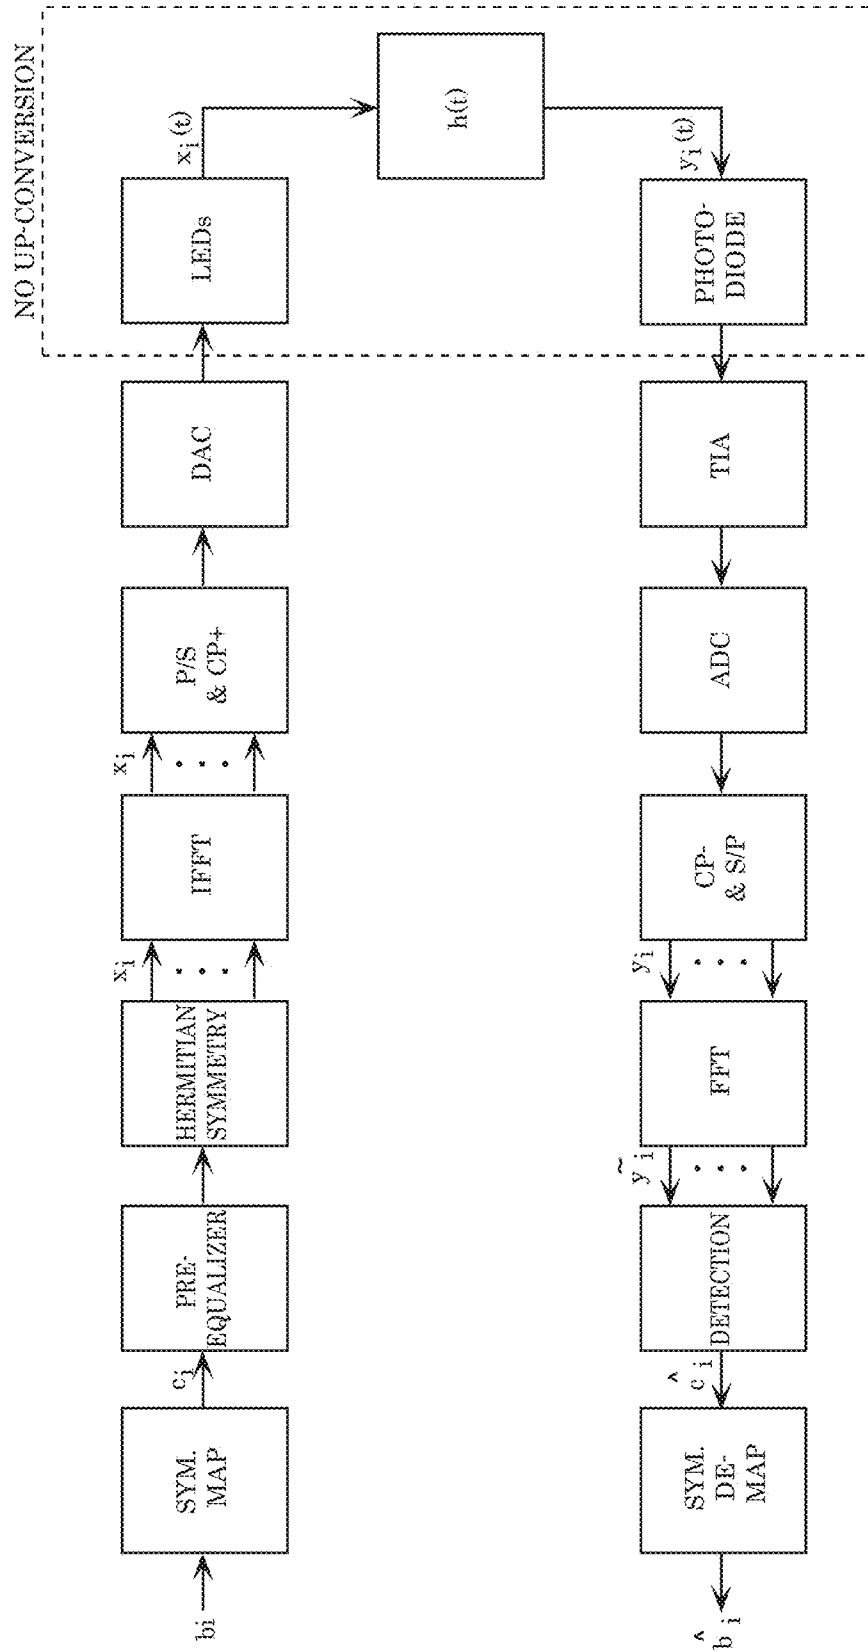 NO UP-CONVERSION
bi
SYM.
MAP
c_i
PRE-
EQUALIZER
HERMITIAN
SYMMETRY
x_i
. . .
IFFT
x_i
. . .
P/S
& CP+
DAC
LEDs
x_i(t)
h(t)
y_i(t)
PHOTO-
DIODE
TIA
ADC
CP-
& S/P
y_i
. . .
FFT
ỹ_i
. . .
DETECTION
ĉ_i
SYM.
DE-
MAP
b̂_i